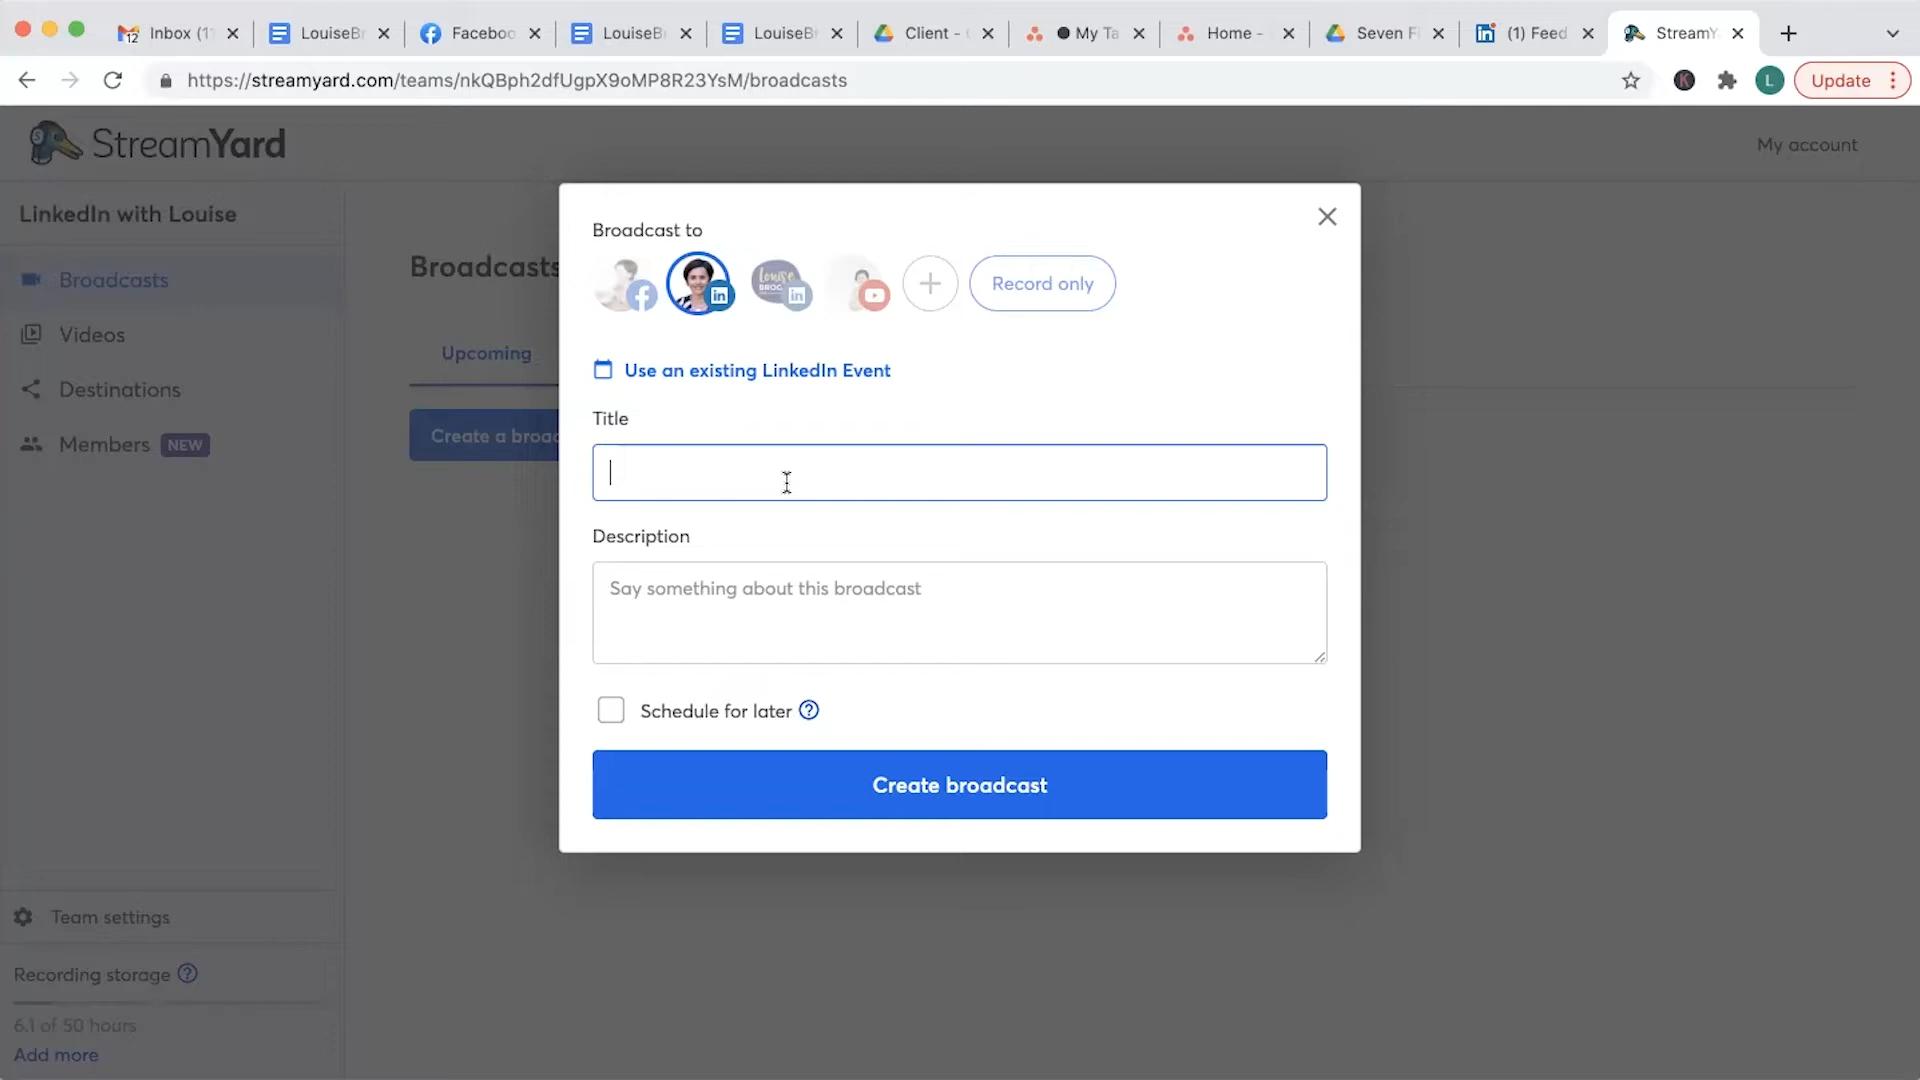 Inbox (1
LouiseBr
Faceboo
LouiseB
LouiseB
Client -
My Ta
Home -
Seven F
(1) Feed
StreamY
https://streamyard.com/teams/nkQBph2dfUgpX9oMP8R23YsM/broadcasts
L
Update
StreamYard
My account
LinkedIn with Louise
Broadcasts
Videos
Destinations
Members NEW
Team settings
Recording storage
6.1 of 50 hours
Add more
Broadcasts
Upcoming
Create a broad
Broadcast to
Record only
Use an existing LinkedIn Event
Title
Description
Say something about this broadcast
Schedule for later
Create broadcast